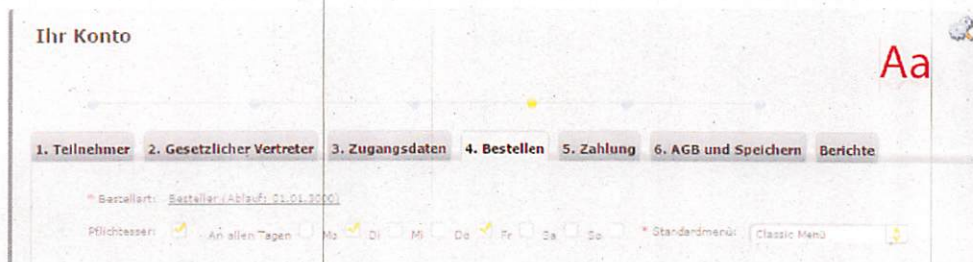 Ihr Konto
Aa
1. Teilnehmer 2. Gesetzlicher Vertreter 3. Zugangsdaten 4. Bestellen 5. Zahlung 6. AGB und Speichern Berichte
* Bestellart: Besteller (Ablauf: 01.01.3000)
Pflichtesser: An allen Tagen Mo Di Mi Do Fr Sa So * Standardmenü: Classic Menü